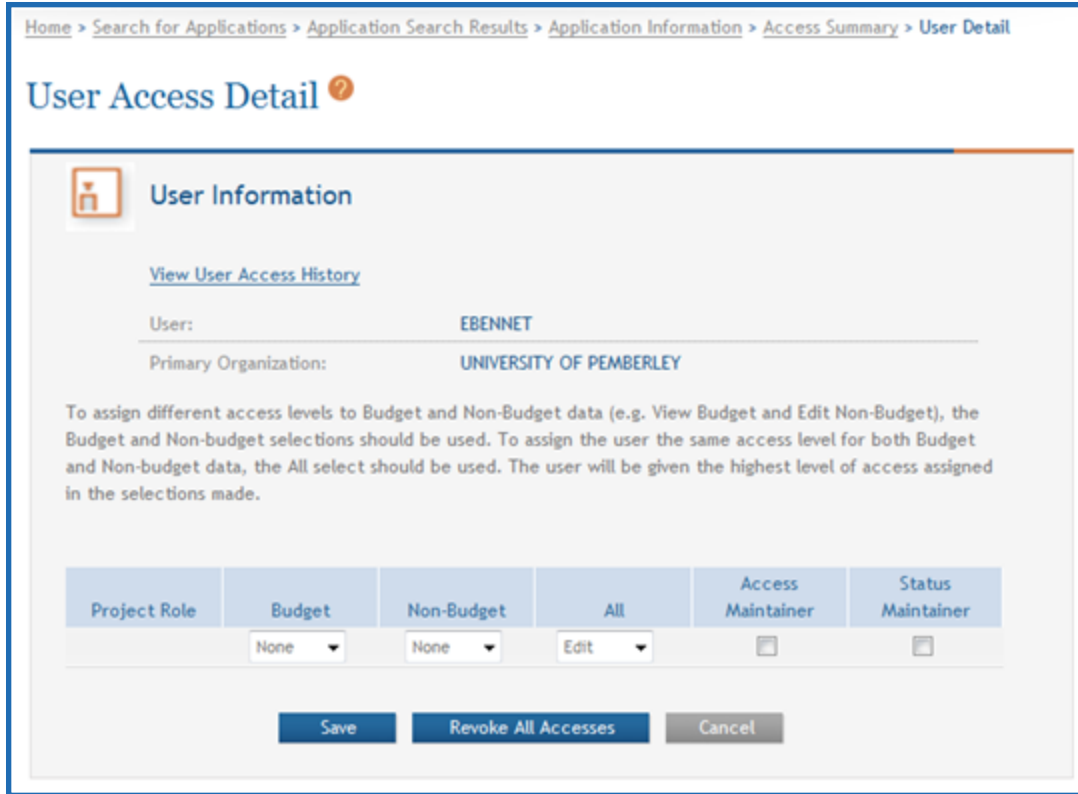 Home > Search for Applications > Application Search Results > Application Information > Access Summary > User Detail
User Access Detail ?
User Information
View User Access History
User: EBENNET
Primary Organization: UNIVERSITY OF PEMBERLEY
To assign different access levels to Budget and Non-Budget data (e.g. View Budget and Edit Non-Budget), the
Budget and Non-budget selections should be used. To assign the user the same access level for both Budget
and Non-budget data, the All select should be used. The user will be given the highest level of access assigned
in the selections made.
Access Status
Project Role Budget Non-Budget All Maintainer Maintainer
None None Edit
Save Revoke All Accesses Cancel